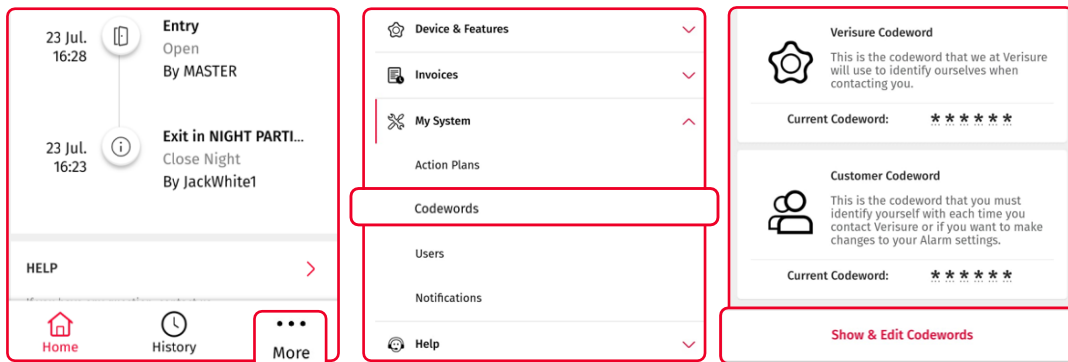 23 Jul.
16:28
Entry
Open
By MASTER
23 Jul.
16:23
Exit in NIGHT PARTI...
Close Night
By JackWhite1
HELP
Home
History
More
Device & Features
Invoices
My System
Action Plans
Codewords
Users
Notifications
Help
Verisure Codeword
This is the codeword that we at Verisure
will use to identify ourselves when
contacting you.
Current Codeword: ******
Customer Codeword
This is the codeword that you must
identify yourself with each time you
contact Verisure or if you want to make
changes to your Alarm settings.
Current Codeword: ******
Show & Edit Codewords